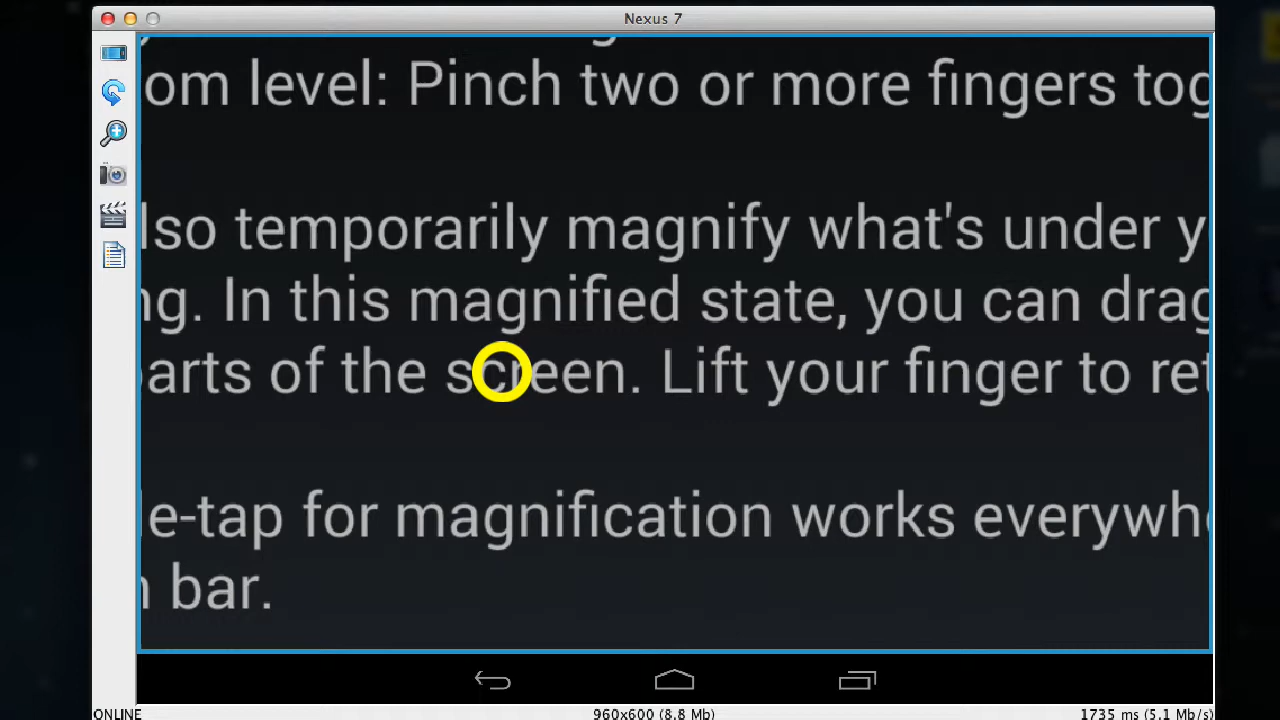 Nexus 7
om level: Pinch two or more fingers tog
lso temporarily magnify what's under y
ng. In this magnified state, you can drag
parts of the screen. Lift your finger to ret
e-tap for magnification works everywhe
n bar.
ONLINE 960x600 (8.8 Mb) 1735 ms (5.1 Mb/s)